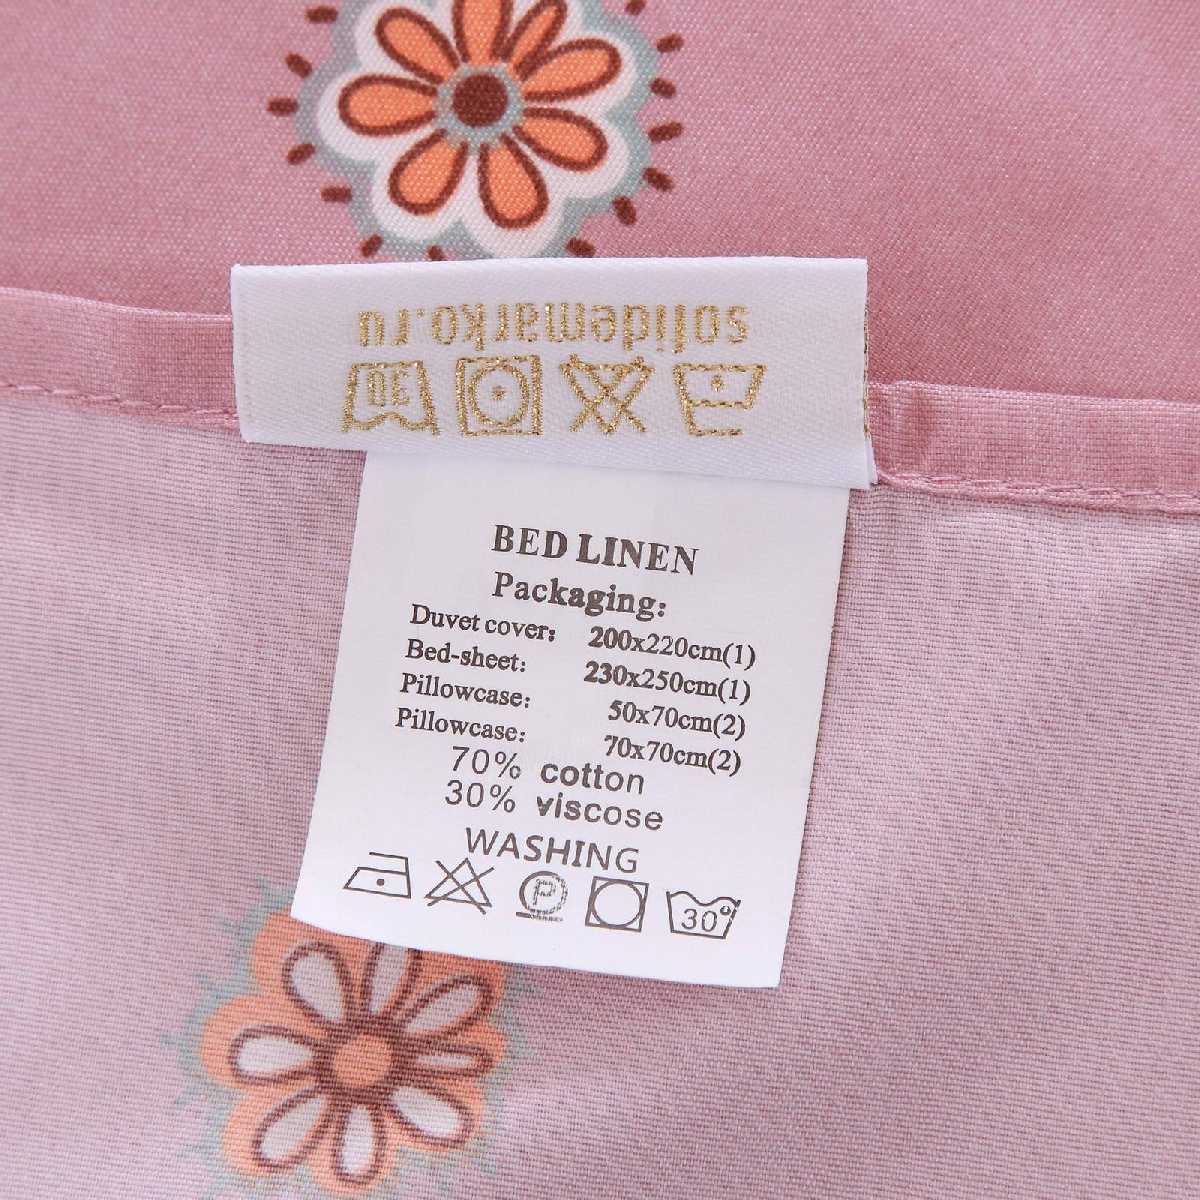 solidemarko.ru
30
BED LINEN
Packaging:
Duvet cover: 200x220cm(1)
Bed-sheet: 230x250cm(1)
Pillowcase: 50x70cm(2)
Pillowcase: 70x70cm(2)
70% cotton
30% viscose
WASHING
P 30°